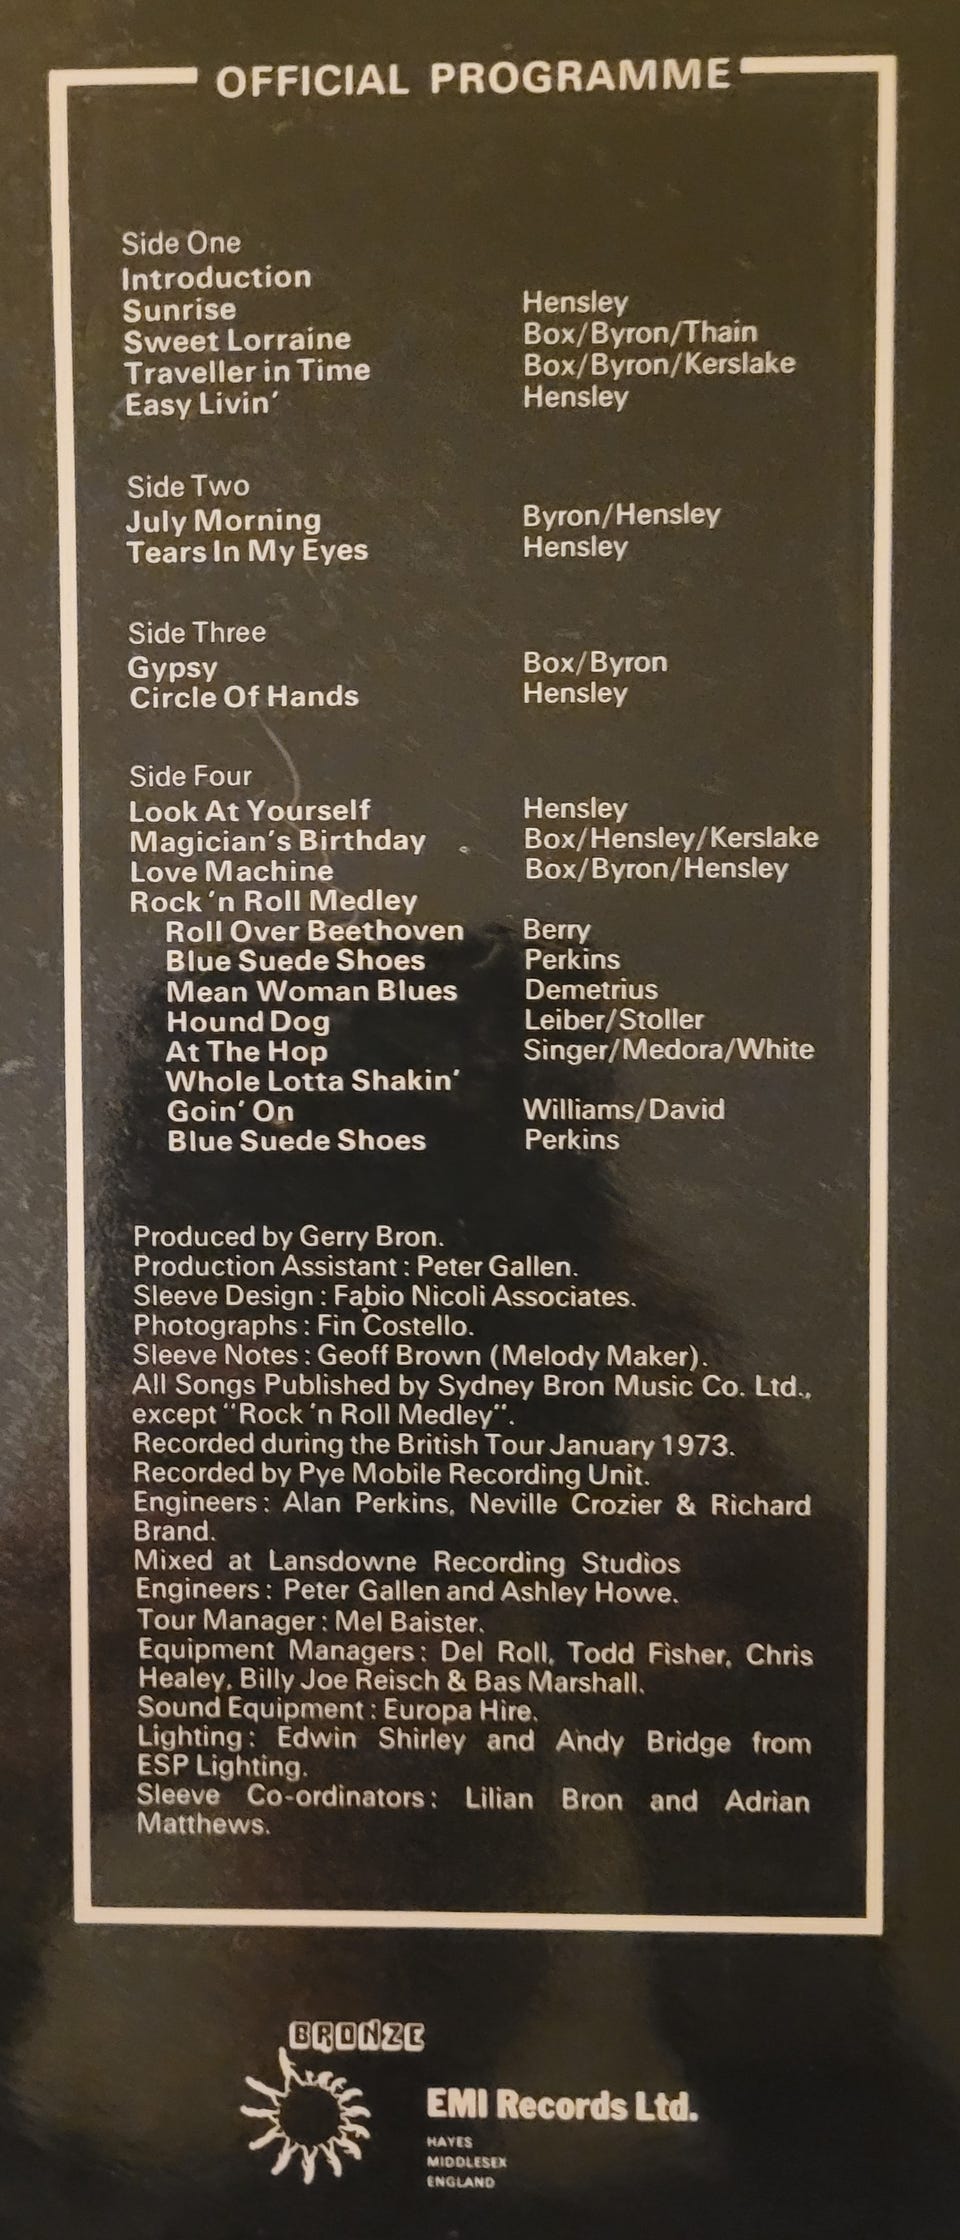 OFFICIAL PROGRAMME
Side One
Introduction
Sunrise Hensley
Sweet Lorraine Box/Byron/Thain
Traveller in Time Box/Byron/Kerslake
Easy Livin' Hensley
Side Two
July Morning Byron/Hensley
Tears In My Eyes Hensley
Side Three
Gypsy Box/Byron
Circle Of Hands Hensley
Side Four
Look At Yourself Hensley
Magician's Birthday Box/Hensley/Kerslake
Love Machine Box/Byron/Hensley
Rock 'n Roll Medley
Roll Over Beethoven Berry
Blue Suede Shoes Perkins
Mean Woman Blues Demetrius
Hound Dog Leiber/Stoller
At The Hop Singer/Medora/White
Whole Lotta Shakin'
Goin' On Williams/David
Blue Suede Shoes Perkins
Produced by Gerry Bron.
Production Assistant : Peter Gallen.
Sleeve Design : Fabio Nicoli Associates.
Photographs : Fin Costello.
Sleeve Notes : Geoff Brown (Melody Maker).
All Songs Published by Sydney Bron Music Co. Ltd.,
except "Rock 'n Roll Medley".
Recorded during the British Tour January 1973.
Recorded by Pye Mobile Recording Unit.
Engineers : Alan Perkins, Neville Crozier & Richard
Brand.
Mixed at Lansdowne Recording Studios
Engineers : Peter Gallen and Ashley Howe.
Tour Manager : Mel Baister.
Equipment Managers : Del Roll, Todd Fisher, Chris
Healey, Billy Joe Reisch & Bas Marshall.
Sound Equipment : Europa Hire.
Lighting : Edwin Shirley and Andy Bridge from
ESP Lighting.
Sleeve Co-ordinators : Lilian Bron and Adrian
Matthews.
BRONZE
EMI Records Ltd.
HAYES
MIDDLESEX
ENGLAND